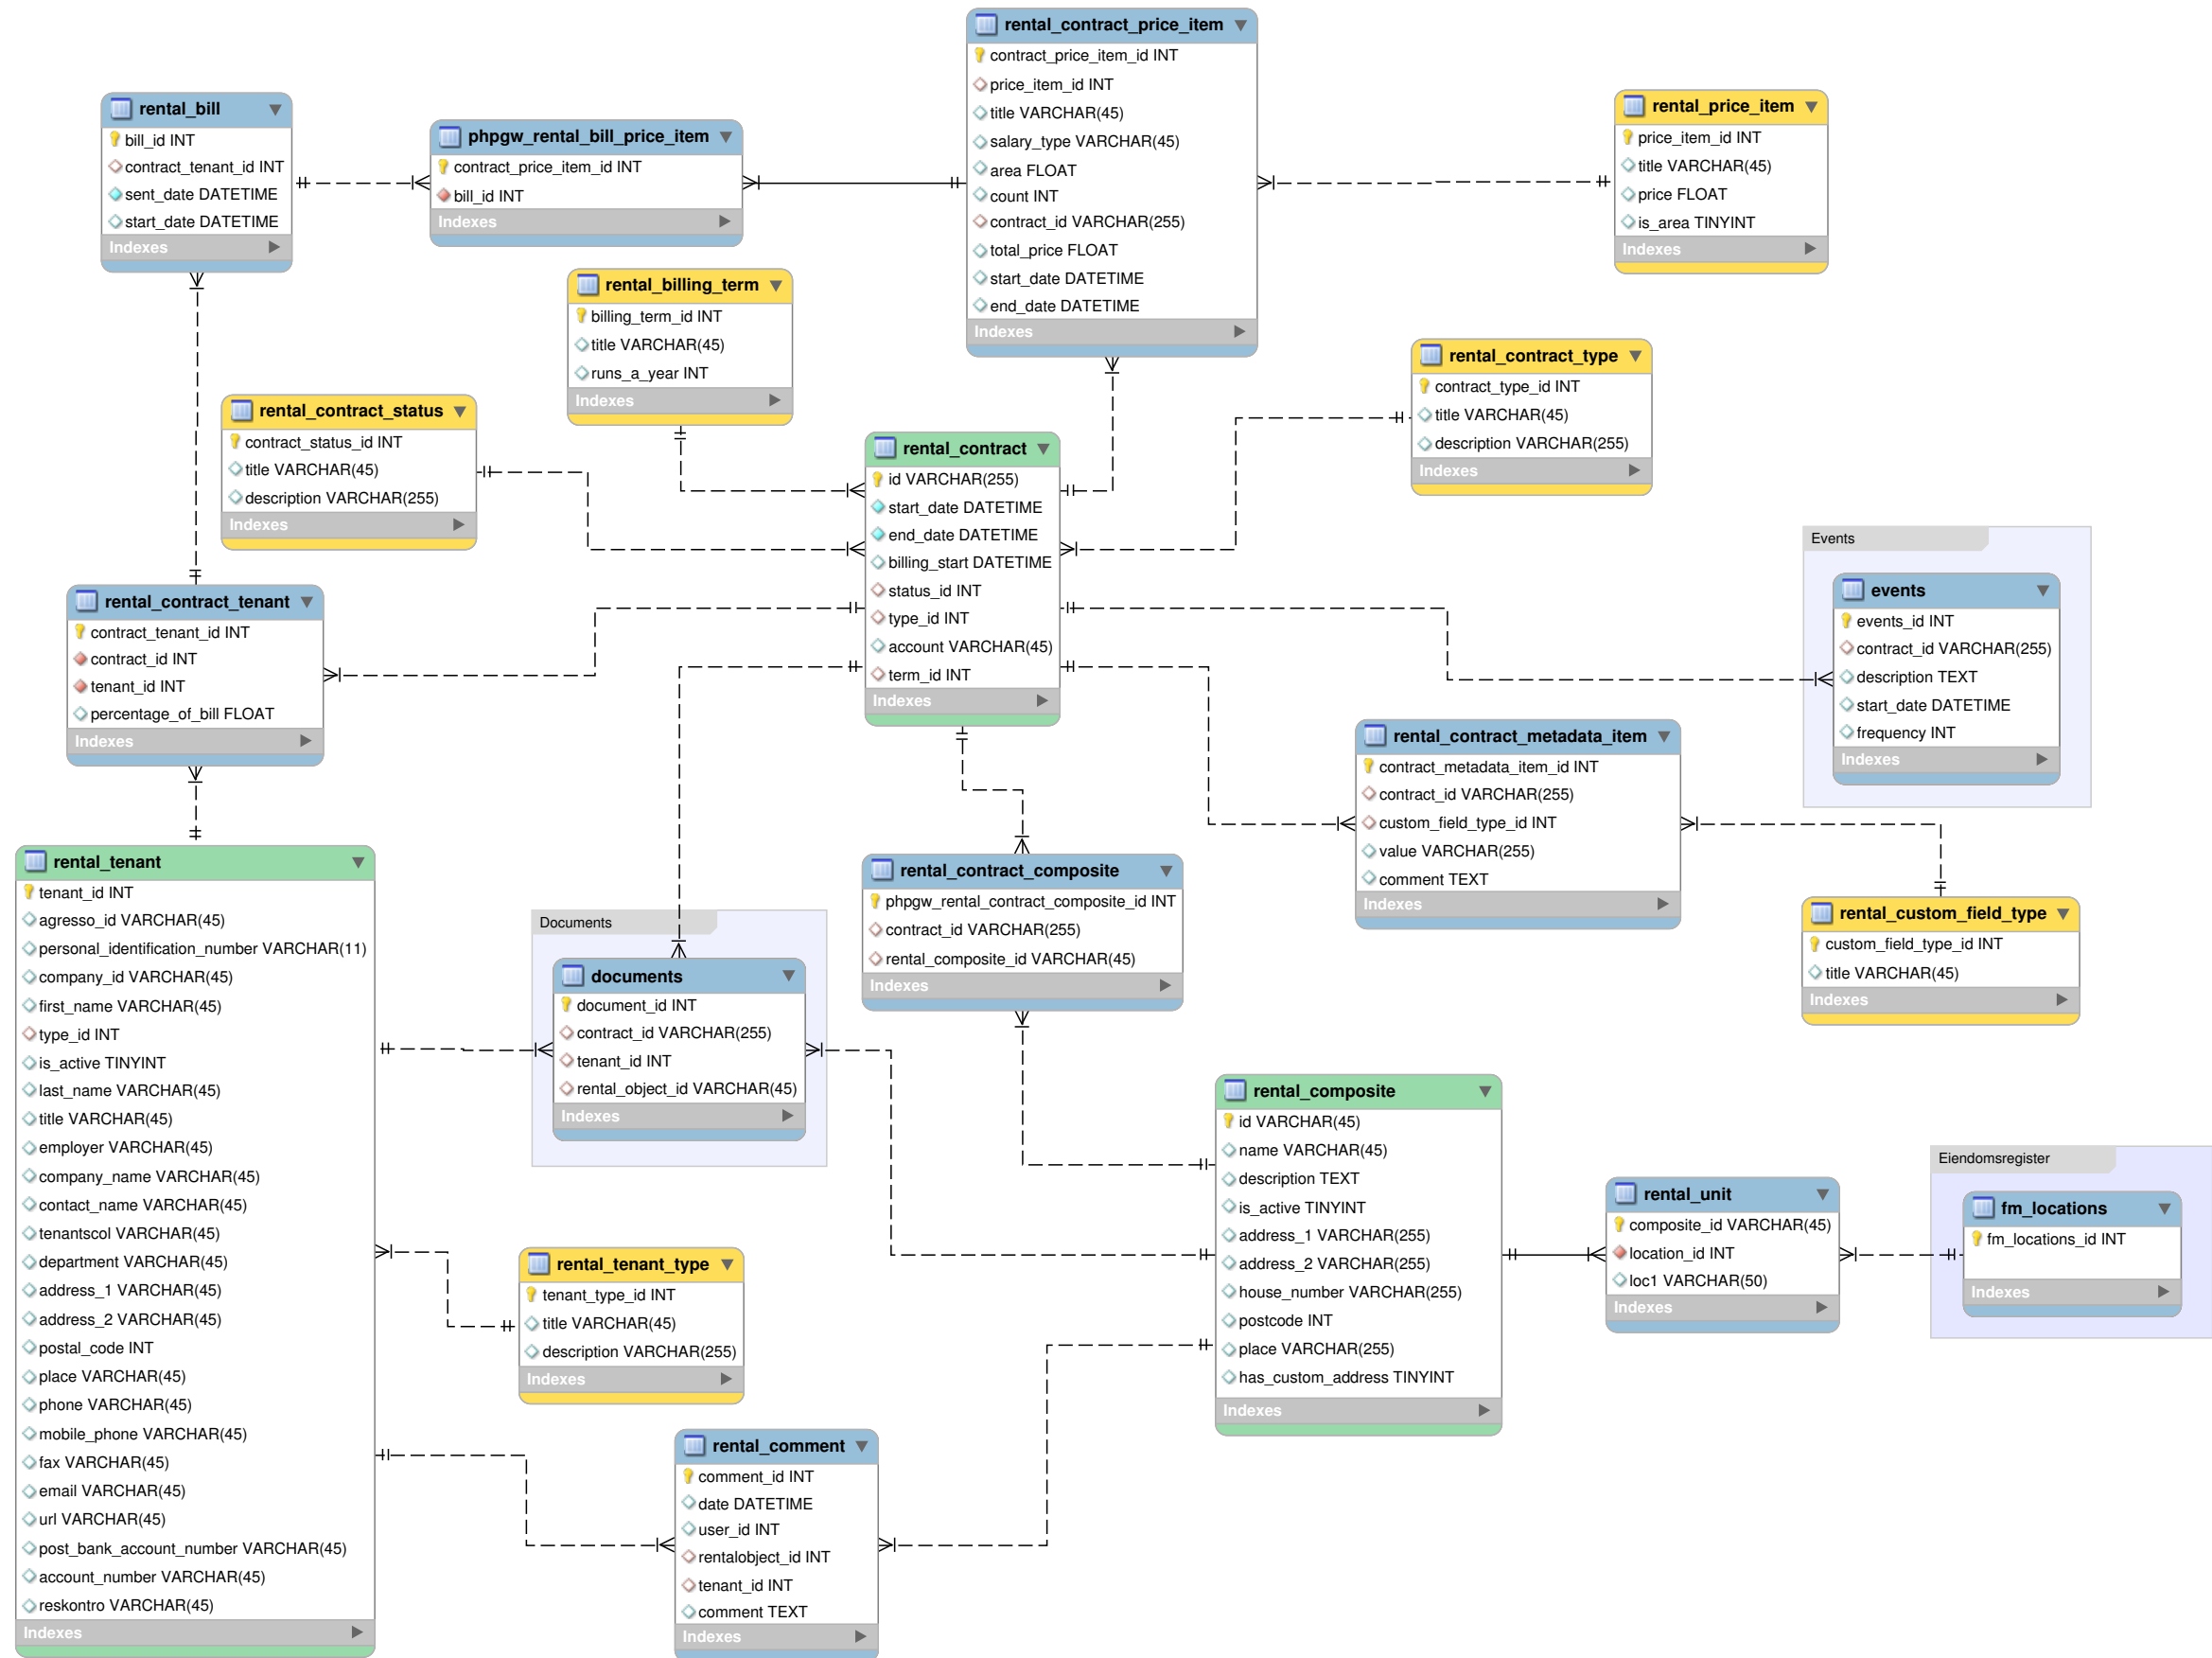 rental_contract_price_item
contract_price_item_id INT
price_item_id INT
title VARCHAR(45)
salary_type VARCHAR(45)
area FLOAT
count INT
contract_id VARCHAR(255)
total_price FLOAT
start_date DATETIME
end_date DATETIME
Indexes
rental_bill
bill_id INT
contract_tenant_id INT
sent_date DATETIME
start_date DATETIME
Indexes
phpgw_rental_bill_price_item
contract_price_item_id INT
bill_id INT
Indexes
rental_price_item
price_item_id INT
title VARCHAR(45)
price FLOAT
is_area TINYINT
Indexes
rental_billing_term
billing_term_id INT
title VARCHAR(45)
runs_a_year INT
Indexes
rental_contract_type
contract_type_id INT
title VARCHAR(45)
description VARCHAR(255)
Indexes
rental_contract_status
contract_status_id INT
title VARCHAR(45)
description VARCHAR(255)
Indexes
rental_contract
id VARCHAR(255)
start_date DATETIME
end_date DATETIME
billing_start DATETIME
status_id INT
type_id INT
account VARCHAR(45)
term_id INT
Indexes
Events
events
events_id INT
contract_id VARCHAR(255)
description TEXT
start_date DATETIME
frequency INT
Indexes
rental_contract_tenant
contract_tenant_id INT
contract_id INT
tenant_id INT
percentage_of_bill FLOAT
Indexes
rental_contract_metadata_item
contract_metadata_item_id INT
contract_id VARCHAR(255)
custom_field_type_id INT
value VARCHAR(255)
comment TEXT
Indexes
rental_tenant
tenant_id INT
agresso_id VARCHAR(45)
personal_identification_number VARCHAR(11)
company_id VARCHAR(45)
first_name VARCHAR(45)
type_id INT
is_active TINYINT
last_name VARCHAR(45)
title VARCHAR(45)
employer VARCHAR(45)
company_name VARCHAR(45)
contact_name VARCHAR(45)
tenantscol VARCHAR(45)
department VARCHAR(45)
address_1 VARCHAR(45)
address_2 VARCHAR(45)
postal_code INT
place VARCHAR(45)
phone VARCHAR(45)
mobile_phone VARCHAR(45)
fax VARCHAR(45)
email VARCHAR(45)
url VARCHAR(45)
post_bank_account_number VARCHAR(45)
account_number VARCHAR(45)
reskontro VARCHAR(45)
Indexes
rental_contract_composite
phpgw_rental_contract_composite_id INT
contract_id VARCHAR(255)
rental_composite_id VARCHAR(45)
Indexes
rental_custom_field_type
custom_field_type_id INT
title VARCHAR(45)
Indexes
Documents
documents
document_id INT
contract_id VARCHAR(255)
tenant_id INT
rental_object_id VARCHAR(45)
Indexes
rental_composite
id VARCHAR(45)
name VARCHAR(45)
description TEXT
is_active TINYINT
address_1 VARCHAR(255)
address_2 VARCHAR(255)
house_number VARCHAR(255)
postcode INT
place VARCHAR(255)
has_custom_address TINYINT
Indexes
rental_unit
composite_id VARCHAR(45)
location_id INT
loc1 VARCHAR(50)
Indexes
Eiendomsregister
fm_locations
fm_locations_id INT
Indexes
rental_tenant_type
tenant_type_id INT
title VARCHAR(45)
description VARCHAR(255)
Indexes
rental_comment
comment_id INT
date DATETIME
user_id INT
rentalobject_id INT
tenant_id INT
comment TEXT
Indexes